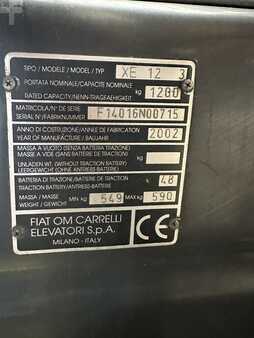 TIPO / MODELE / MODEL / TYP XE 12 3
PORTATA NOMINALE/CAPACITE NOMINALE
RATED CAPACITY/NENN-TRAGFAEHIGKEIT kg 1200
MATRICOLA/N° DE SERIE
SERIAL N°/FABRIKNUMMER F14016N00715
ANNO DI COSTRUZIONE/ANNEE DE FABRICATION
YEAR OF MANUFACTURE / BAUJAHR 2002
MASSA A VUOTO (SENZA BATTERIA TRAZIONE)
MASSE A VIDE (SANS BATTERIE DE TRACTION) kg
UNLADEN WT. (WITHOUT TRACTION BATTERY)
LEERGEWICHT (OHNE ANTRIEBS-BATTERIE)
BATTERIA DI TRAZIONE/BATTERIE DE TRACTION
TRACTION BATTERY/ANTRIEBS-BATTERIE 48
MASSA / MASSE
WEIGHT / GEWICHT MIN kg 549 MAX kg 590
FIAT OM CARRELLI
ELEVATORI S.p.A.
MILANO - ITALY
CE